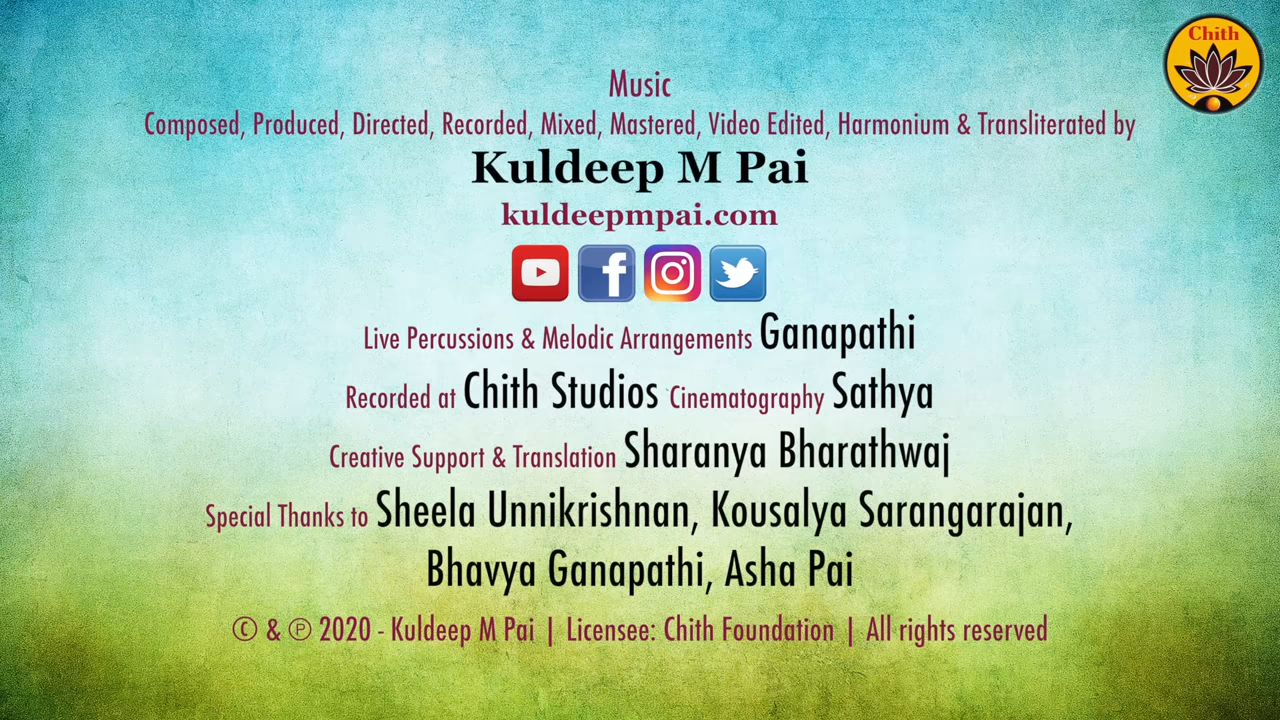 Chith
Music
Composed, Produced, Directed, Recorded, Mixed, Mastered, Video Edited, Harmonium & Transliterated by
Kuldeep M Pai
kuldeepmpai.com
Live Percussions & Melodic Arrangements Ganapathi
Recorded at Chith Studios Cinematography Sathya
Creative Support & Translation Sharanya Bharathwaj
Special Thanks to Sheela Unnikrishnan, Kousalya Sarangarajan,
Bhavya Ganapathi, Asha Pai
© & ℗ 2020 - Kuldeep M Pai | Licensee: Chith Foundation | All rights reserved